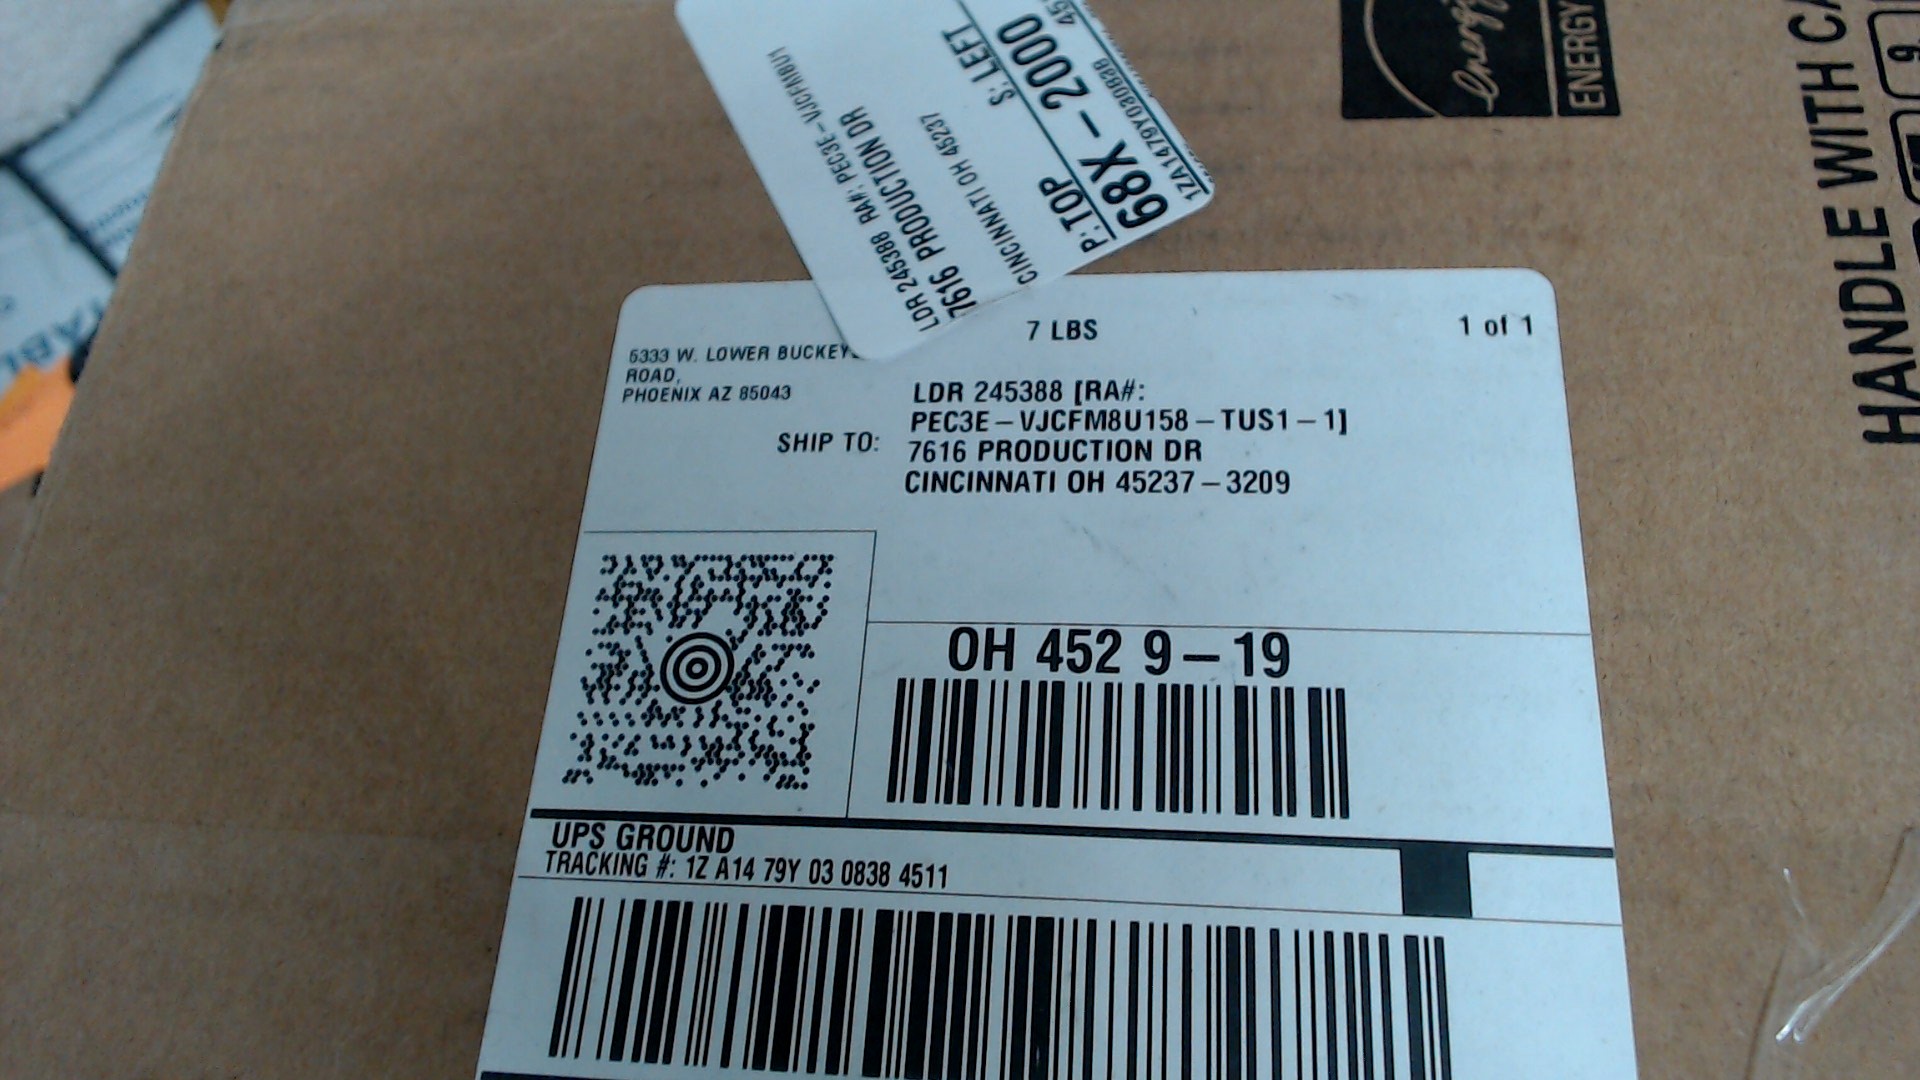 LDR 245388 RA#: PEC3E-VJCFM8U11
7616 PRODUCTION DR
CINCINNATI OH 45237
P: TOP S: LEFT
68X-2000
energy
ENERGY
HANDLE WITH
7 LBS
1 of 1
5333 W. LOWER
ROAD,
PHOENIX AZ 85043
SHIP TO:
LDR 245388 [RA#:
PEC3E-VJCFM8U158-TUS1-1]
7616 PRODUCTION DR
CINCINNATI OH 45237-3209
OH 452 9-19
UPS GROUND
TRACKING #: 1Z A14 79Y 03 0838 4511